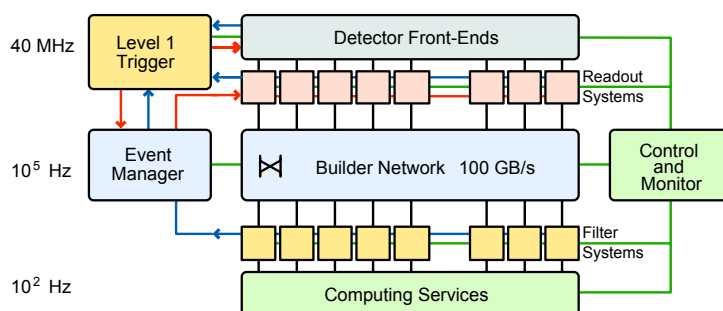 40 MHz
Level 1
Trigger
Detector Front-Ends
Readout
Systems
10⁵ Hz
Event
Manager
Builder Network 100 GB/s
Control
and
Monitor
Filter
Systems
10² Hz
Computing Services